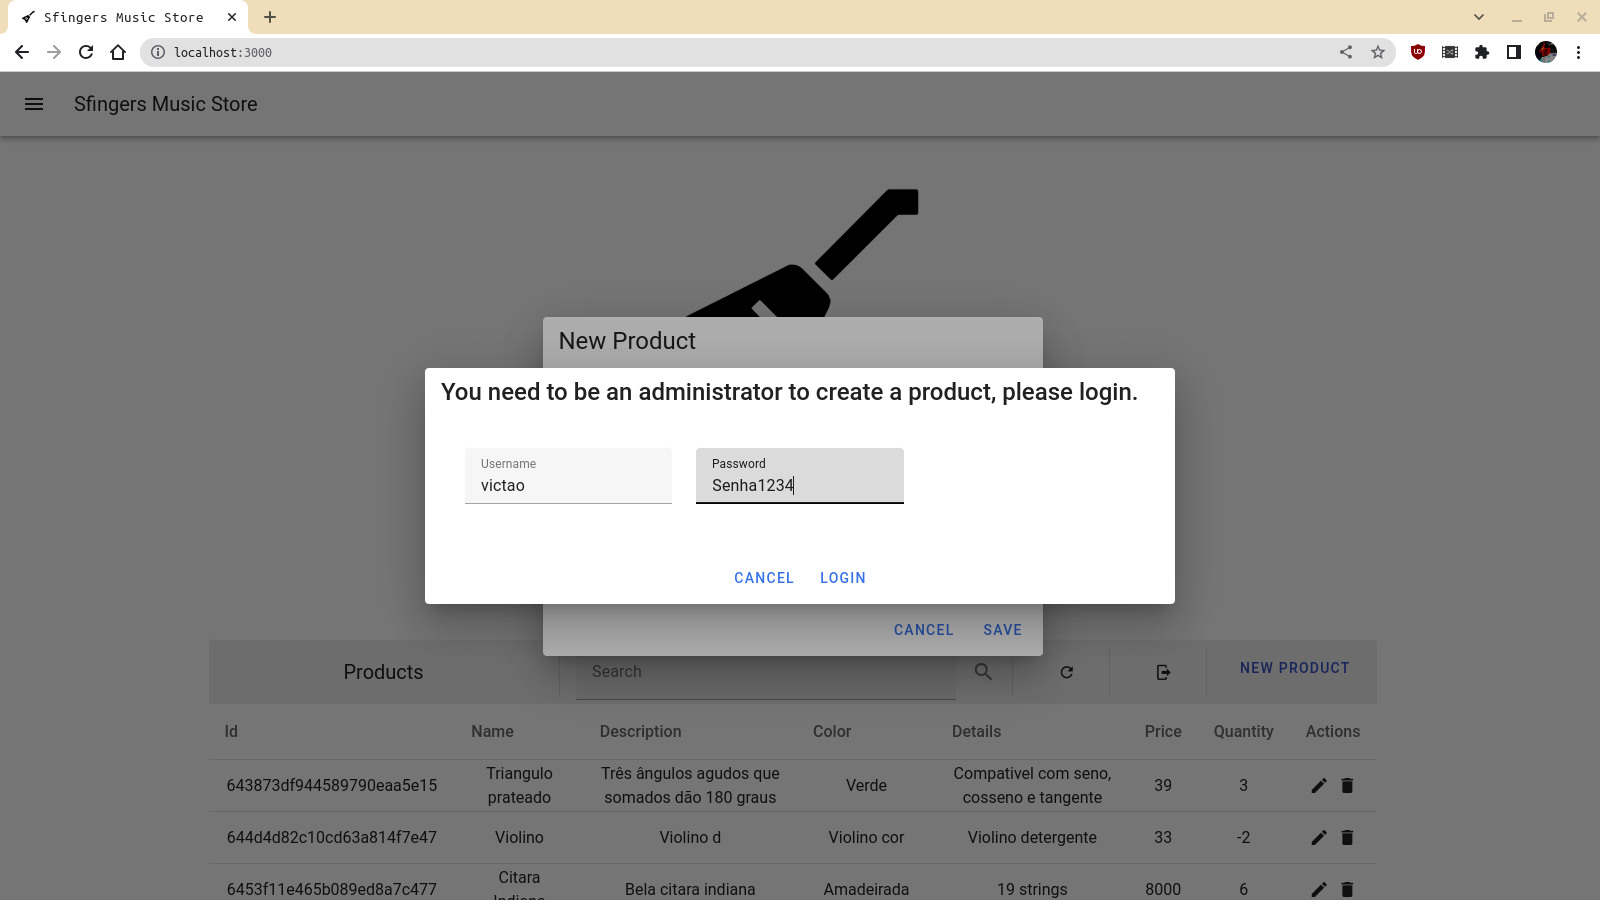 Sfingers Music Store
localhost:3000
Sfingers Music Store
New Product
You need to be an administrator to create a product, please login.
Username
victao
Password
Senha1234
CANCEL LOGIN
CANCEL SAVE
Products Search NEW PRODUCT
Id Name Description Color Details Price Quantity Actions
643873df944589790eaa5e15 Triangulo prateado Três ângulos agudos que somados dão 180 graus Verde Compativel com seno, cosseno e tangente 39 3
644d4d82c10cd63a814f7e47 Violino Violino d Violino cor Violino detergente 33 -2
6453f11e465b089ed8a7c477 Citara Indiana Bela citara indiana Amadeirada 19 strings 8000 6